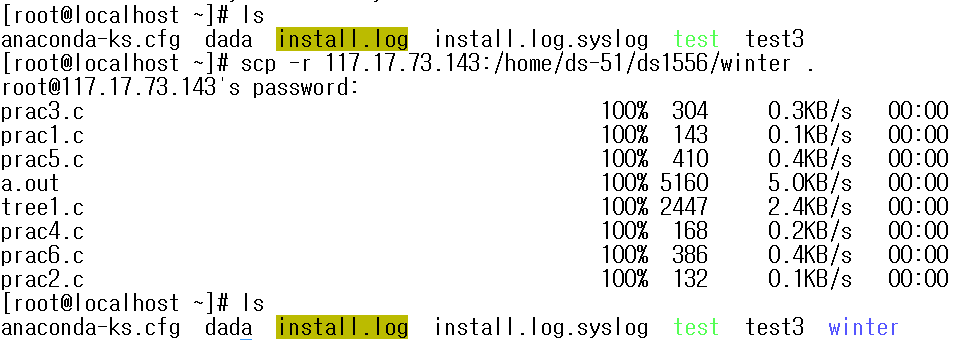 [root@localhost ~]# ls
anaconda-ks.cfg  dada  install.log  install.log.syslog  test  test3
[root@localhost ~]# scp -r 117.17.73.143:/home/ds-51/ds1556/winter .
root@117.17.73.143's password:
prac3.c 100% 304 0.3KB/s 00:00
prac1.c 100% 143 0.1KB/s 00:00
prac5.c 100% 410 0.4KB/s 00:00
a.out 100% 5160 5.0KB/s 00:00
tree1.c 100% 2447 2.4KB/s 00:00
prac4.c 100% 168 0.2KB/s 00:00
prac6.c 100% 386 0.4KB/s 00:00
prac2.c 100% 132 0.1KB/s 00:00
[root@localhost ~]# ls
anaconda-ks.cfg  dada  install.log  install.log.syslog  test  test3  winter